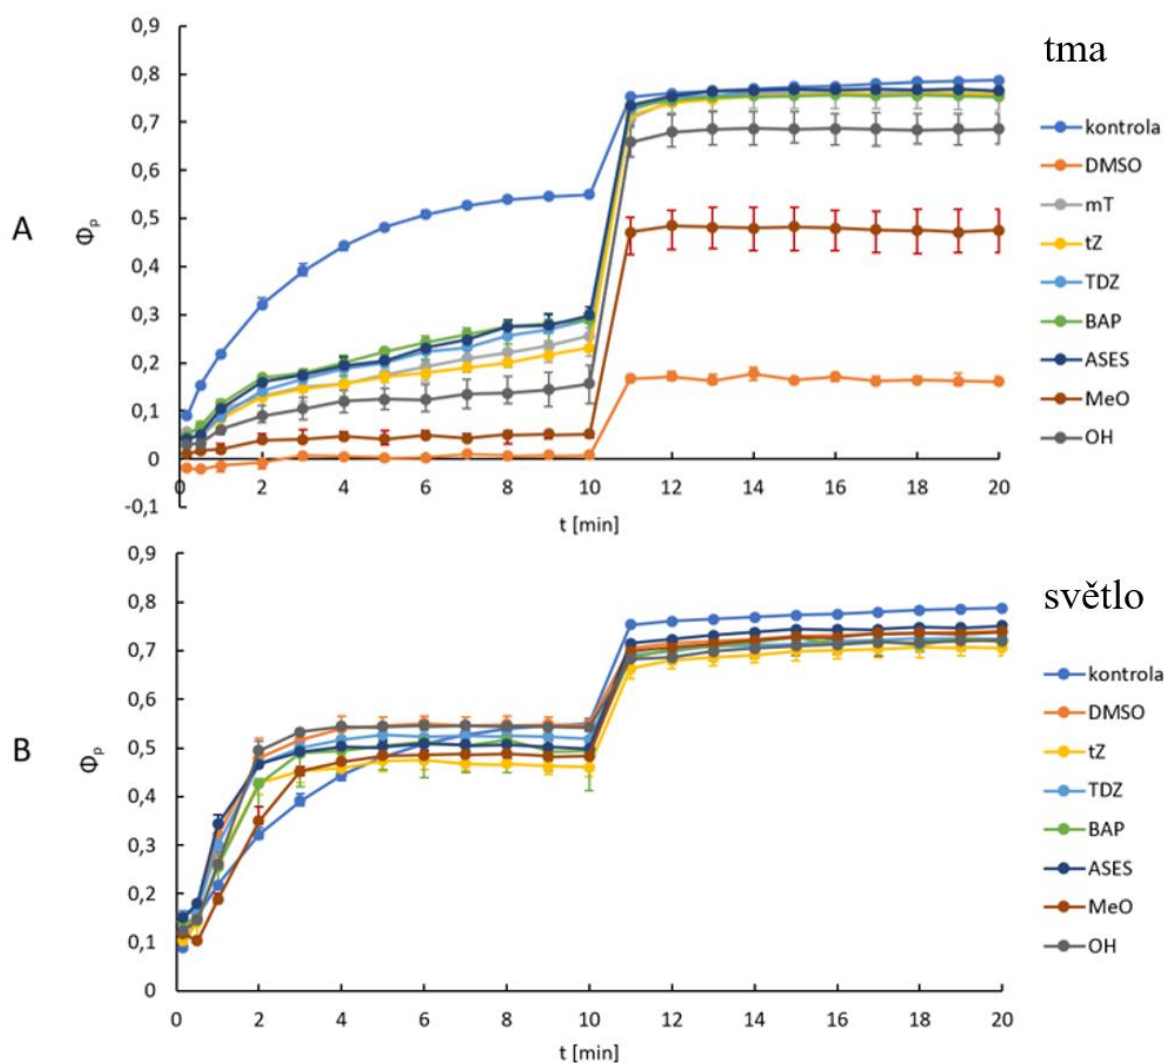 tma
A
Φp
0,9
0,8
0,7
0,6
0,5
0,4
0,3
0,2
0,1
0
-0,1
0 2 4 6 8 10 12 14 16 18 20
t [min]
kontrola
DMSO
mT
tZ
TDZ
BAP
ASES
MeO
OH
světlo
B
Φp
0,9
0,8
0,7
0,6
0,5
0,4
0,3
0,2
0,1
0
0 2 4 6 8 10 12 14 16 18 20
t [min]
kontrola
DMSO
tZ
TDZ
BAP
ASES
MeO
OH